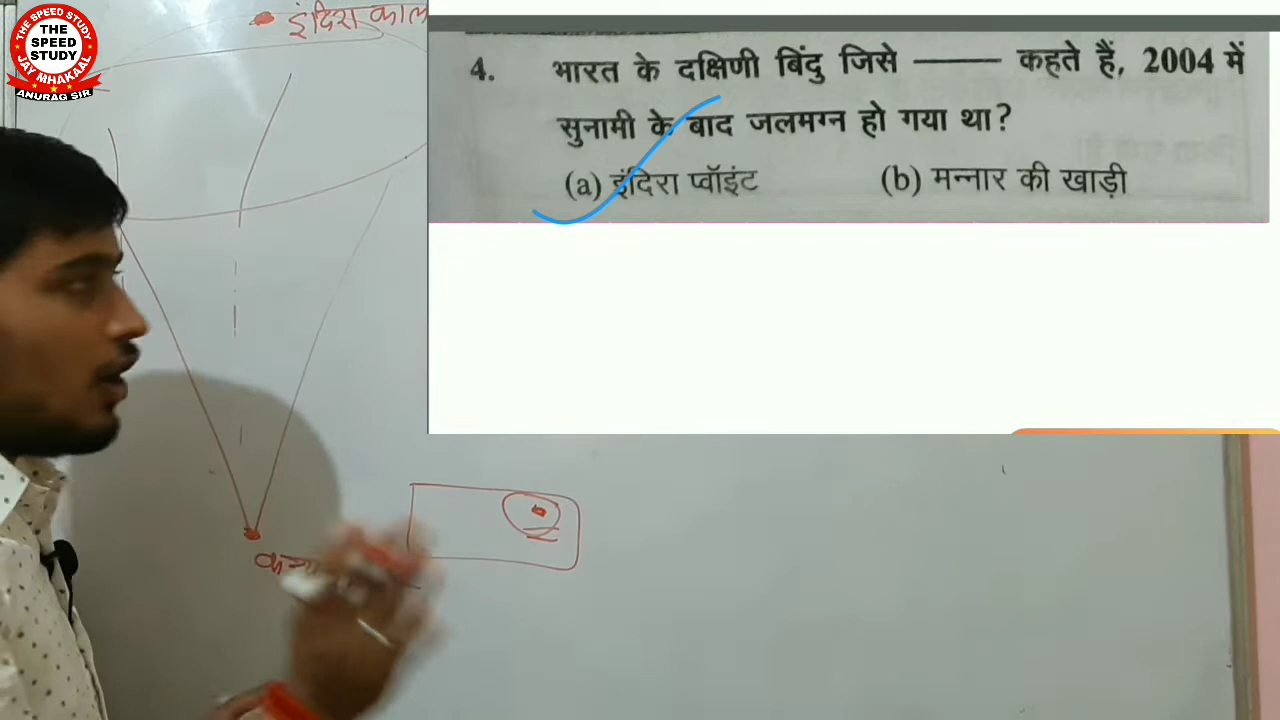 THE SPEED STUDY
THE
SPEED
STUDY
JAY MHAKAAL
ANURAG SIR
इंदिरा काल
4. भारत के दक्षिणी बिंदु जिसे —— कहते हैं, 2004 में
सुनामी के बाद जलमग्न हो गया था?
(a) इंदिरा प्वॉइंट (b) मन्नार की खाड़ी